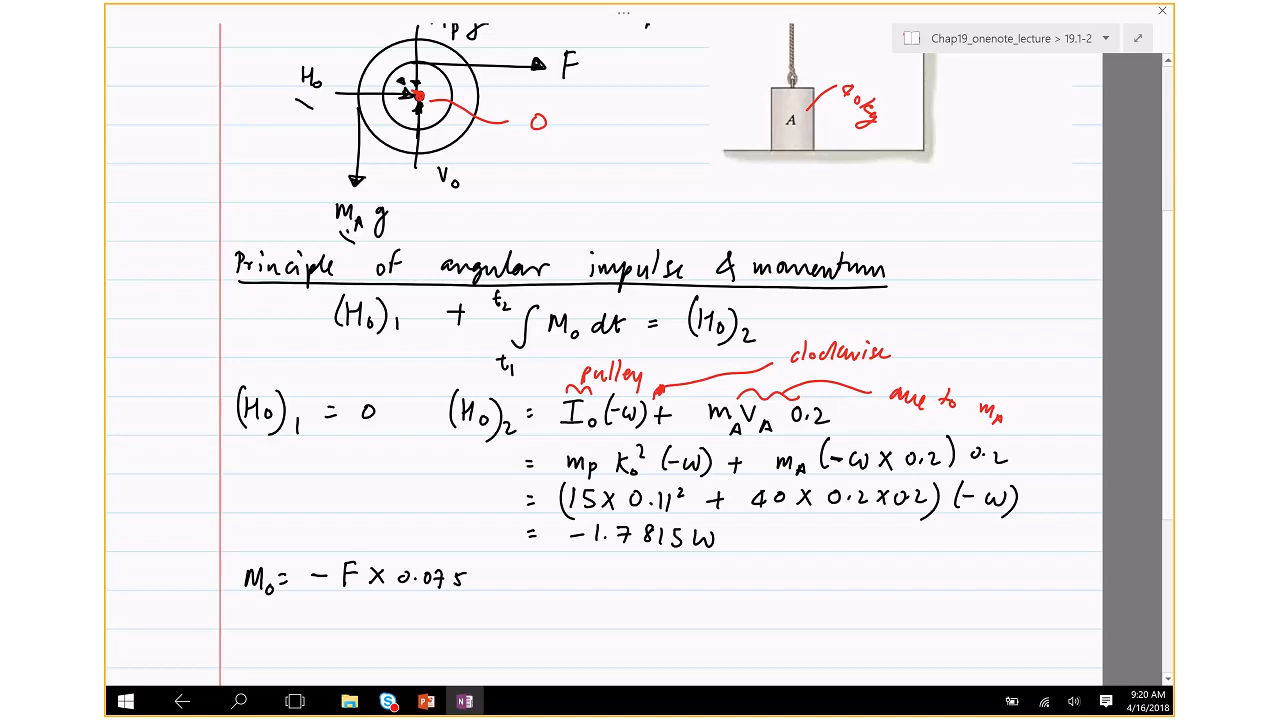 Chap19_onenote_lecture > 19.1-2
H₀
F
O
V₀
m_A g
A
40kg
Principle of angular impulse & momentum
(H₀)₁ + ∫ M₀ dt = (H₀)₂
t₂
t₁
pulley
clockwise
(H₀)₁ = 0
(H₀)₂ = I₀(-ω) + m_A V_A 0.2
due to m_A
= m_p k₀² (-ω) + m_A (-ω × 0.2) 0.2
= (15 × 0.11² + 40 × 0.2 × 0.2) (-ω)
= -1.7815ω
M₀ = - F × 0.075
9:20 AM
4/16/2018